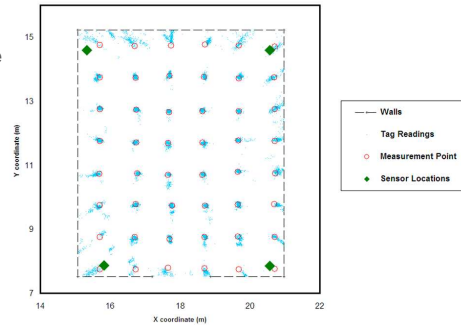 15
13
11
9
7
Y coordinate (m)
14
16
18
20
22
X coordinate (m)
Walls
Tag Readings
Measurement Point
Sensor Locations